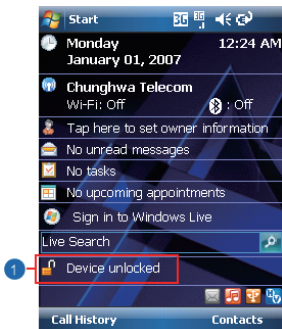 Start
Monday 12:24 AM
January 01, 2007
Chunghwa Telecom
Wi-Fi: Off : Off
Tap here to set owner information
No unread messages
No tasks
No upcoming appointments
Sign in to Windows Live
Live Search
1 Device unlocked
Call History Contacts